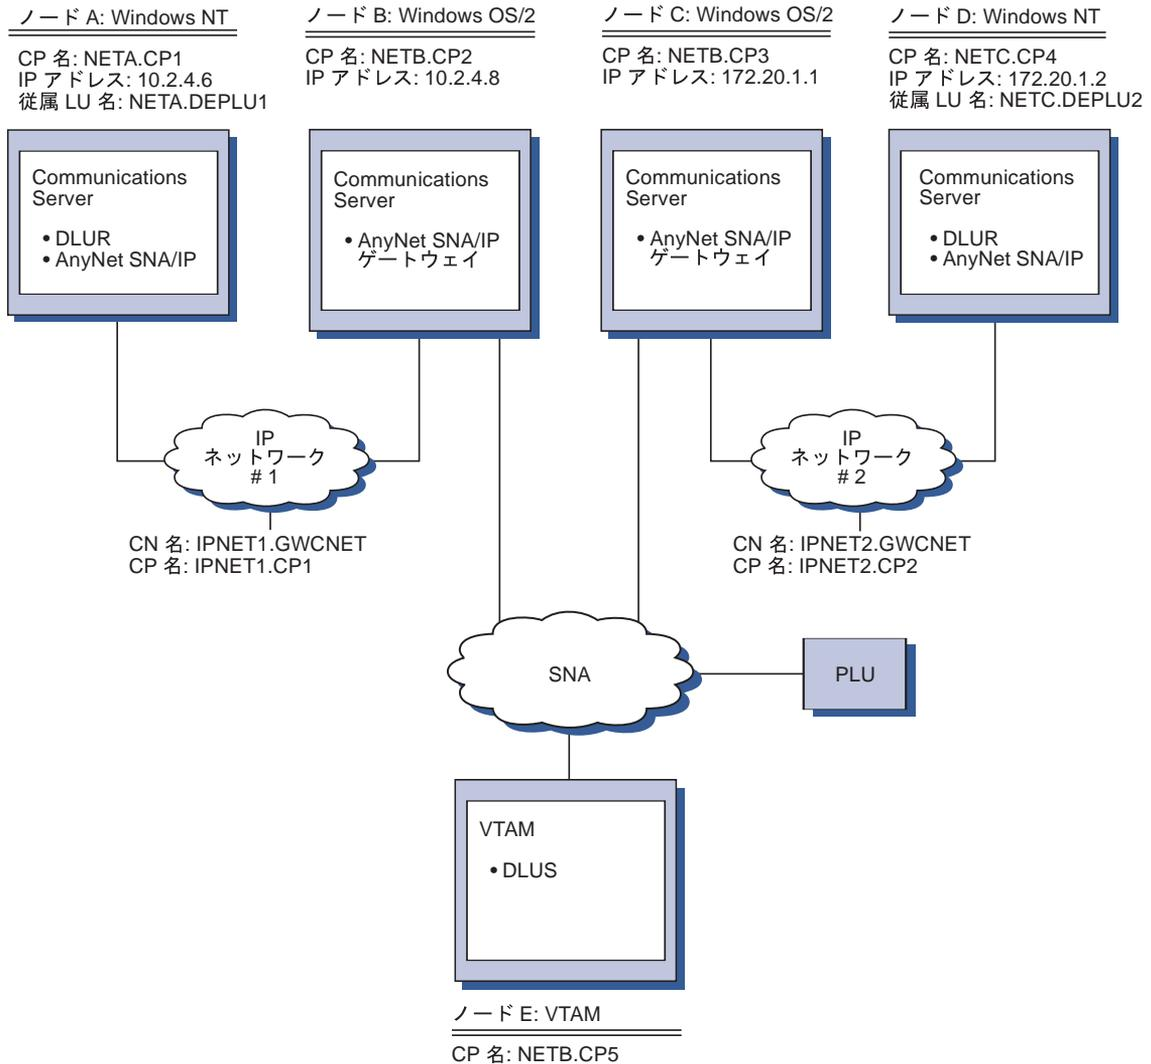 ノード A: Windows NT
CP 名: NETA.CP1
IP アドレス: 10.2.4.6
従属 LU 名: NETA.DEPLU1
ノード B: Windows OS/2
CP 名: NETB.CP2
IP アドレス: 10.2.4.8
ノード C: Windows OS/2
CP 名: NETB.CP3
IP アドレス: 172.20.1.1
ノード D: Windows NT
CP 名: NETC.CP4
IP アドレス: 172.20.1.2
従属 LU 名: NETC.DEPLU2
Communications
Server
• DLUR
• AnyNet SNA/IP
Communications
Server
• AnyNet SNA/IP
ゲートウェイ
Communications
Server
• AnyNet SNA/IP
ゲートウェイ
Communications
Server
• DLUR
• AnyNet SNA/IP
IP
ネットワーク
# 1
IP
ネットワーク
# 2
CN 名: IPNET1.GWCNET
CP 名: IPNET1.CP1
CN 名: IPNET2.GWCNET
CP 名: IPNET2.CP2
SNA
PLU
VTAM
• DLUS
ノード E: VTAM
CP 名: NETB.CP5